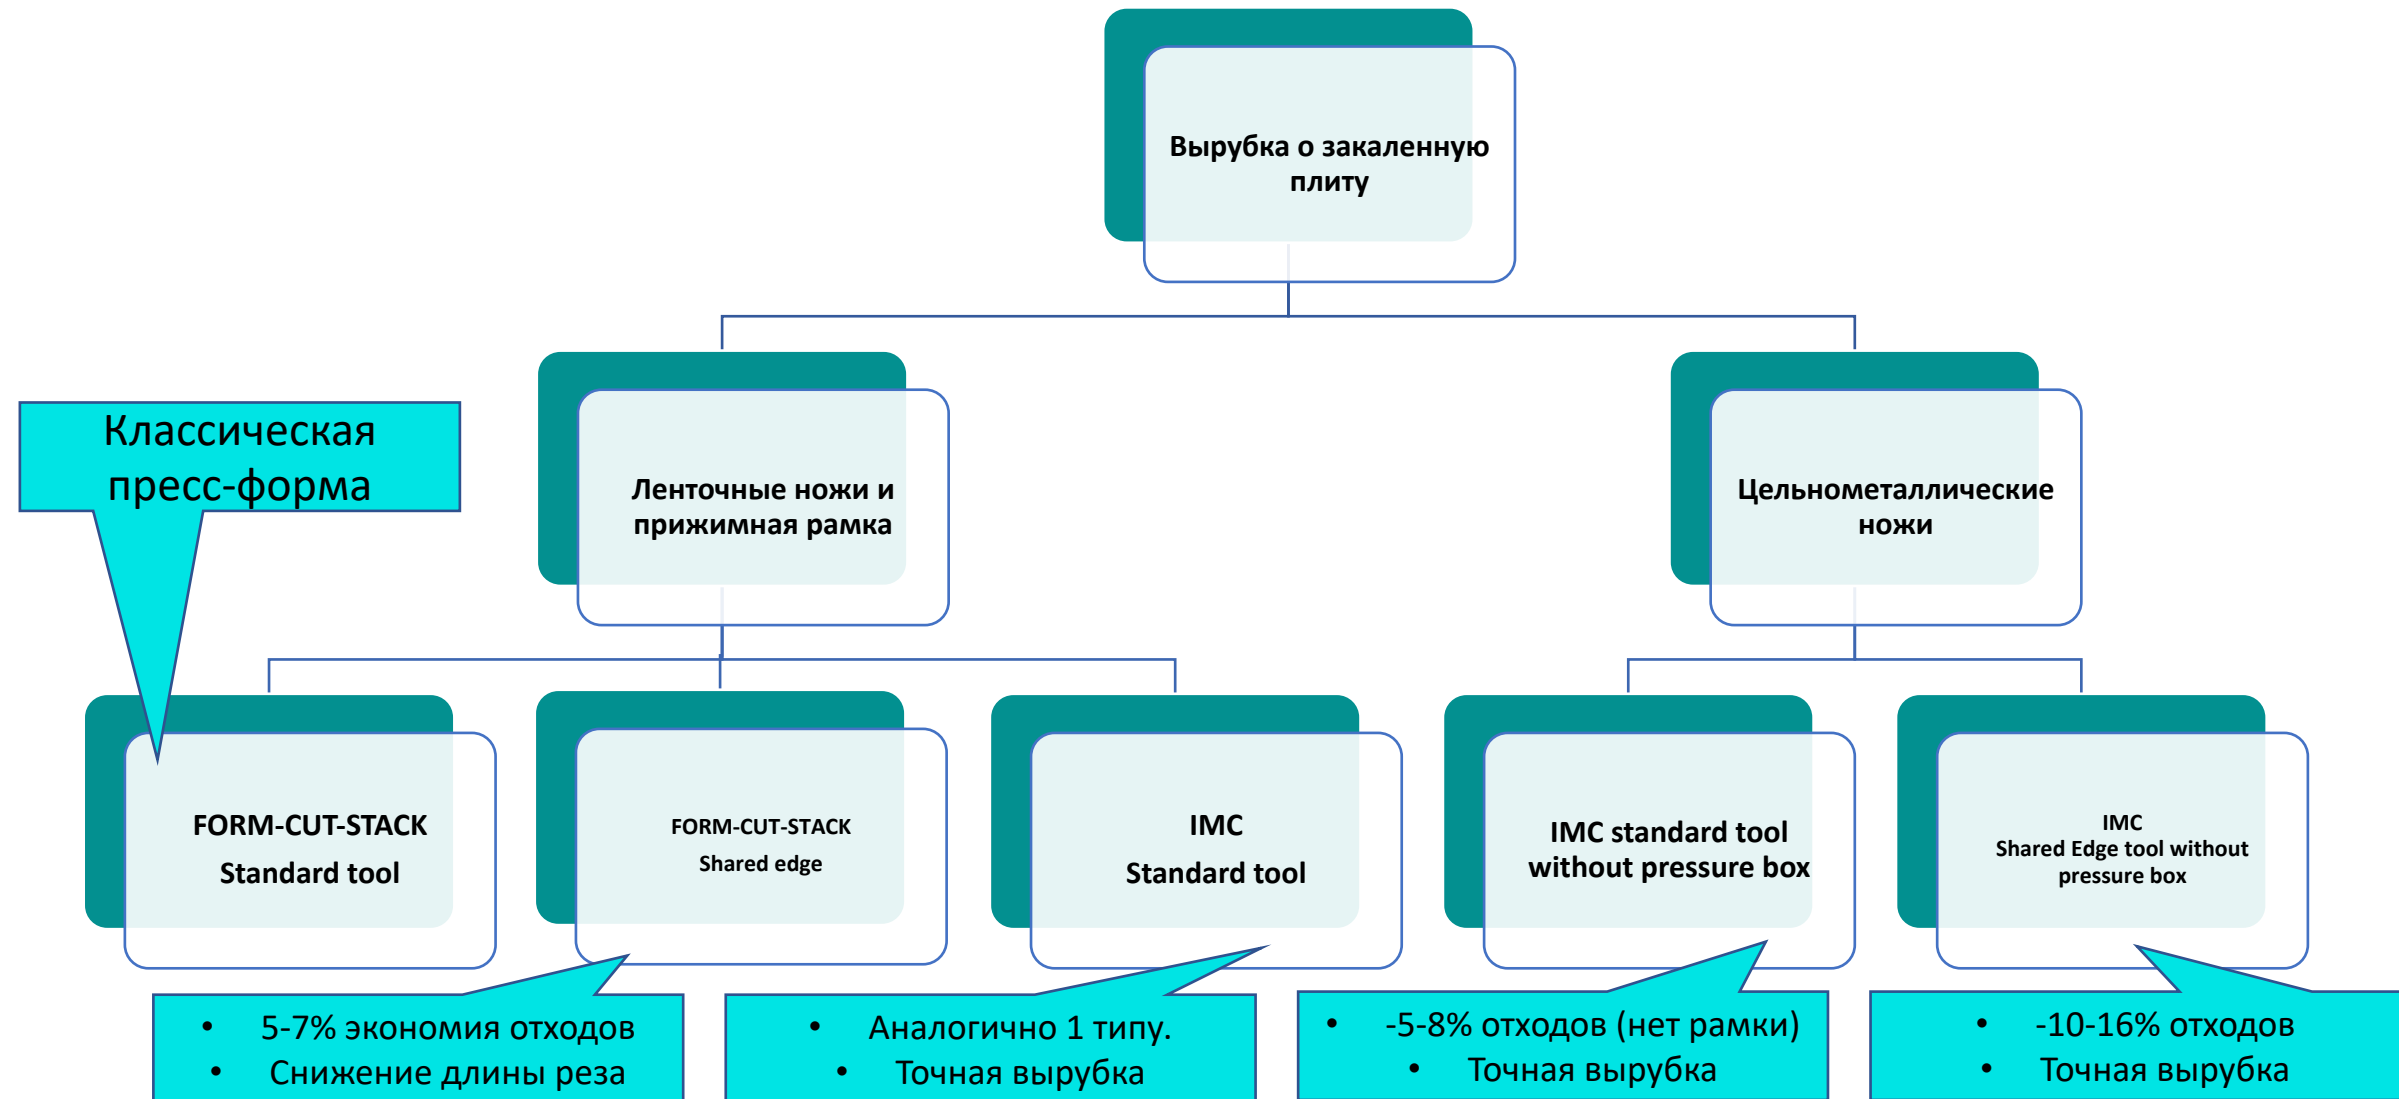 Вырубка о закаленную
плиту
Ленточные ножи и
прижимная рамка
Цельнометаллические
ножи
Классическая
пресс-форма
FORM-CUT-STACK
Standard tool
FORM-CUT-STACK
Shared edge
IMC
Standard tool
IMC standard tool
without pressure box
IMC
Shared Edge tool without
pressure box
• 5-7% экономия отходов
• Снижение длины реза
• Аналогично 1 типу.
• Точная вырубка
• -5-8% отходов (нет рамки)
• Точная вырубка
• -10-16% отходов
• Точная вырубка